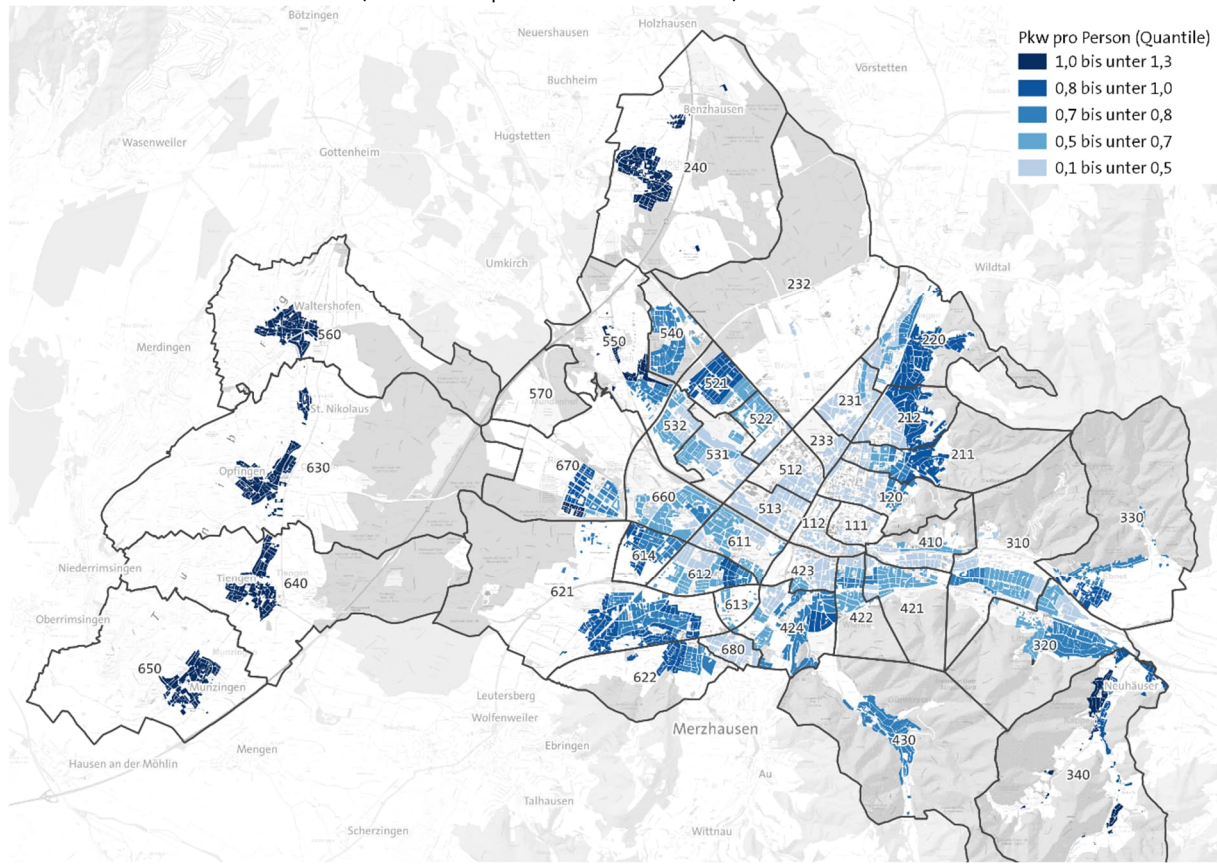 Bötzingen
Holzhausen
Neuershausen
Pkw pro Person (Quantile)
1,0 bis unter 1,3
0,8 bis unter 1,0
0,7 bis unter 0,8
0,5 bis unter 0,7
0,1 bis unter 0,5
Vörstetten
Buchheim
Benzhausen
Hugstetten
Wasenweiler
Gottenheim
240
Umkirch
Wildtal
232
Waltershofen
560
Merdingen
550
540
220
521
570
231
St. Nikolaus
212
522
532
233
211
531
Opfingen
630
670
512
660
120
513
330
112
111
611
410
310
614
Niederrimsingen
423
Tiengen
640
612
621
613
421
422
Oberrimsingen
424
320
680
650
Munzingen
622
Neuhäuser
Leutersberg
Wolfenweiler
Merzhausen
430
Mengen
Ebringen
Hausen an der Möhlin
Au
340
Talhausen
Scherzingen
Wittnau